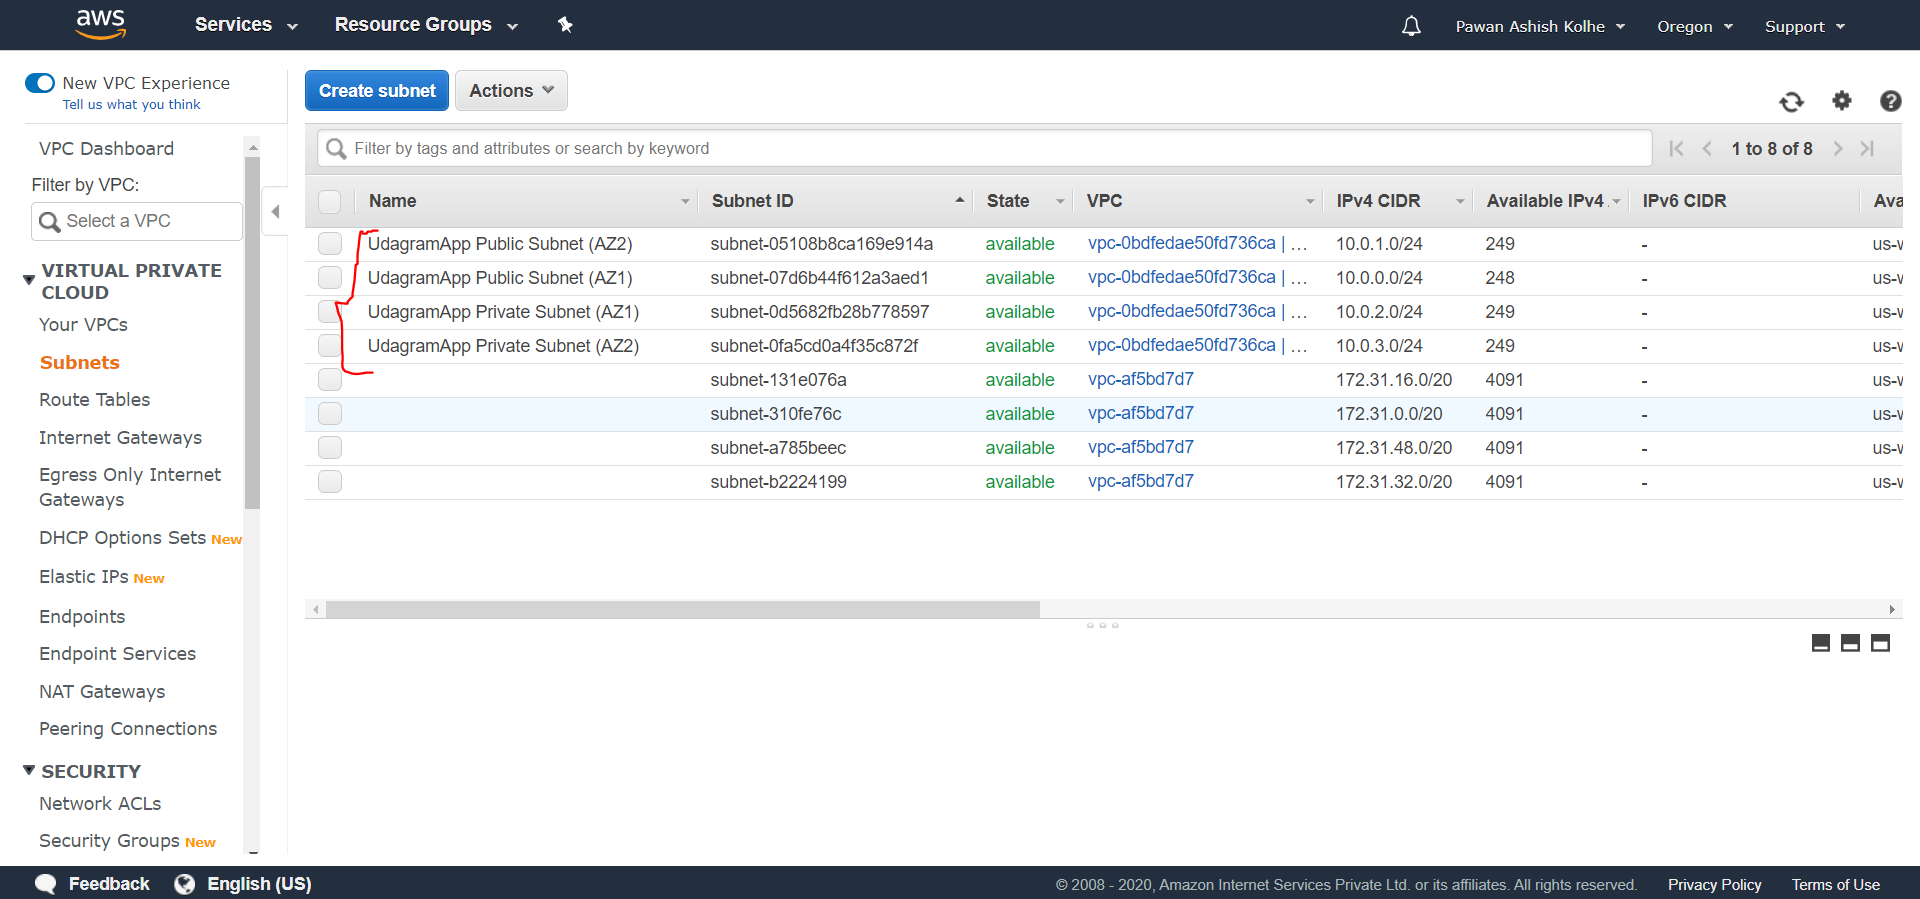 aws Services Resource Groups Pawan Ashish Kolhe Oregon Support
New VPC Experience
Tell us what you think
Create subnet Actions
VPC Dashboard
Filter by VPC:
Select a VPC
VIRTUAL PRIVATE
CLOUD
Your VPCs
Subnets
Route Tables
Internet Gateways
Egress Only Internet
Gateways
DHCP Options Sets New
Elastic IPs New
Endpoints
Endpoint Services
NAT Gateways
Peering Connections
SECURITY
Network ACLs
Security Groups New
Filter by tags and attributes or search by keyword 1 to 8 of 8
Name Subnet ID State VPC IPv4 CIDR Available IPv4 IPv6 CIDR Ava
UdagramApp Public Subnet (AZ2) subnet-05108b8ca169e914a available vpc-0bdfedae50fd736ca | ... 10.0.1.0/24 249 - us-w
UdagramApp Public Subnet (AZ1) subnet-07d6b44f612a3aed1 available vpc-0bdfedae50fd736ca | ... 10.0.0.0/24 248 - us-w
UdagramApp Private Subnet (AZ1) subnet-0d5682fb28b778597 available vpc-0bdfedae50fd736ca | ... 10.0.2.0/24 249 - us-w
UdagramApp Private Subnet (AZ2) subnet-0fa5cd0a4f35c872f available vpc-0bdfedae50fd736ca | ... 10.0.3.0/24 249 - us-w
subnet-131e076a available vpc-af5bd7d7 172.31.16.0/20 4091 - us-w
subnet-310fe76c available vpc-af5bd7d7 172.31.0.0/20 4091 - us-w
subnet-a785beec available vpc-af5bd7d7 172.31.48.0/20 4091 - us-w
subnet-b2224199 available vpc-af5bd7d7 172.31.32.0/20 4091 - us-w
Feedback English (US) © 2008 - 2020, Amazon Internet Services Private Ltd. or its affiliates. All rights reserved. Privacy Policy Terms of Use